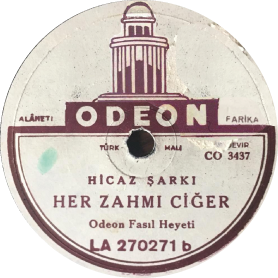 ALÂMETİ ODEON FARİKA
TÜRK MALI
CO 3437
HİCAZ ŞARKI
HER ZAHMI CİĞER
Odeon Fasıl Heyeti
LA 270271 b